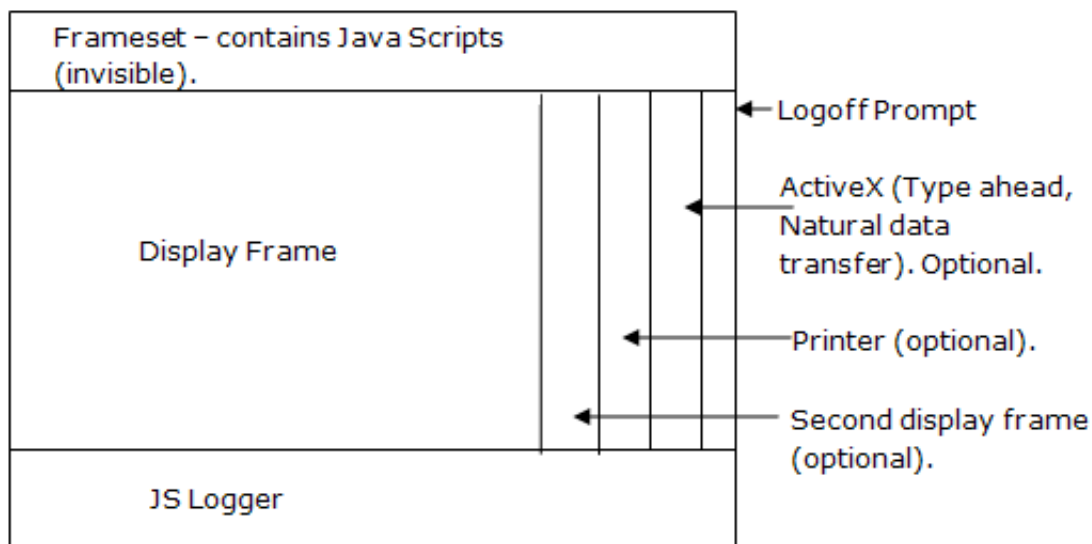 Frameset – contains Java Scripts
(invisible).
Logoff Prompt
ActiveX (Type ahead,
Natural data
transfer). Optional.
Display Frame
Printer (optional).
Second display frame
(optional).
JS Logger